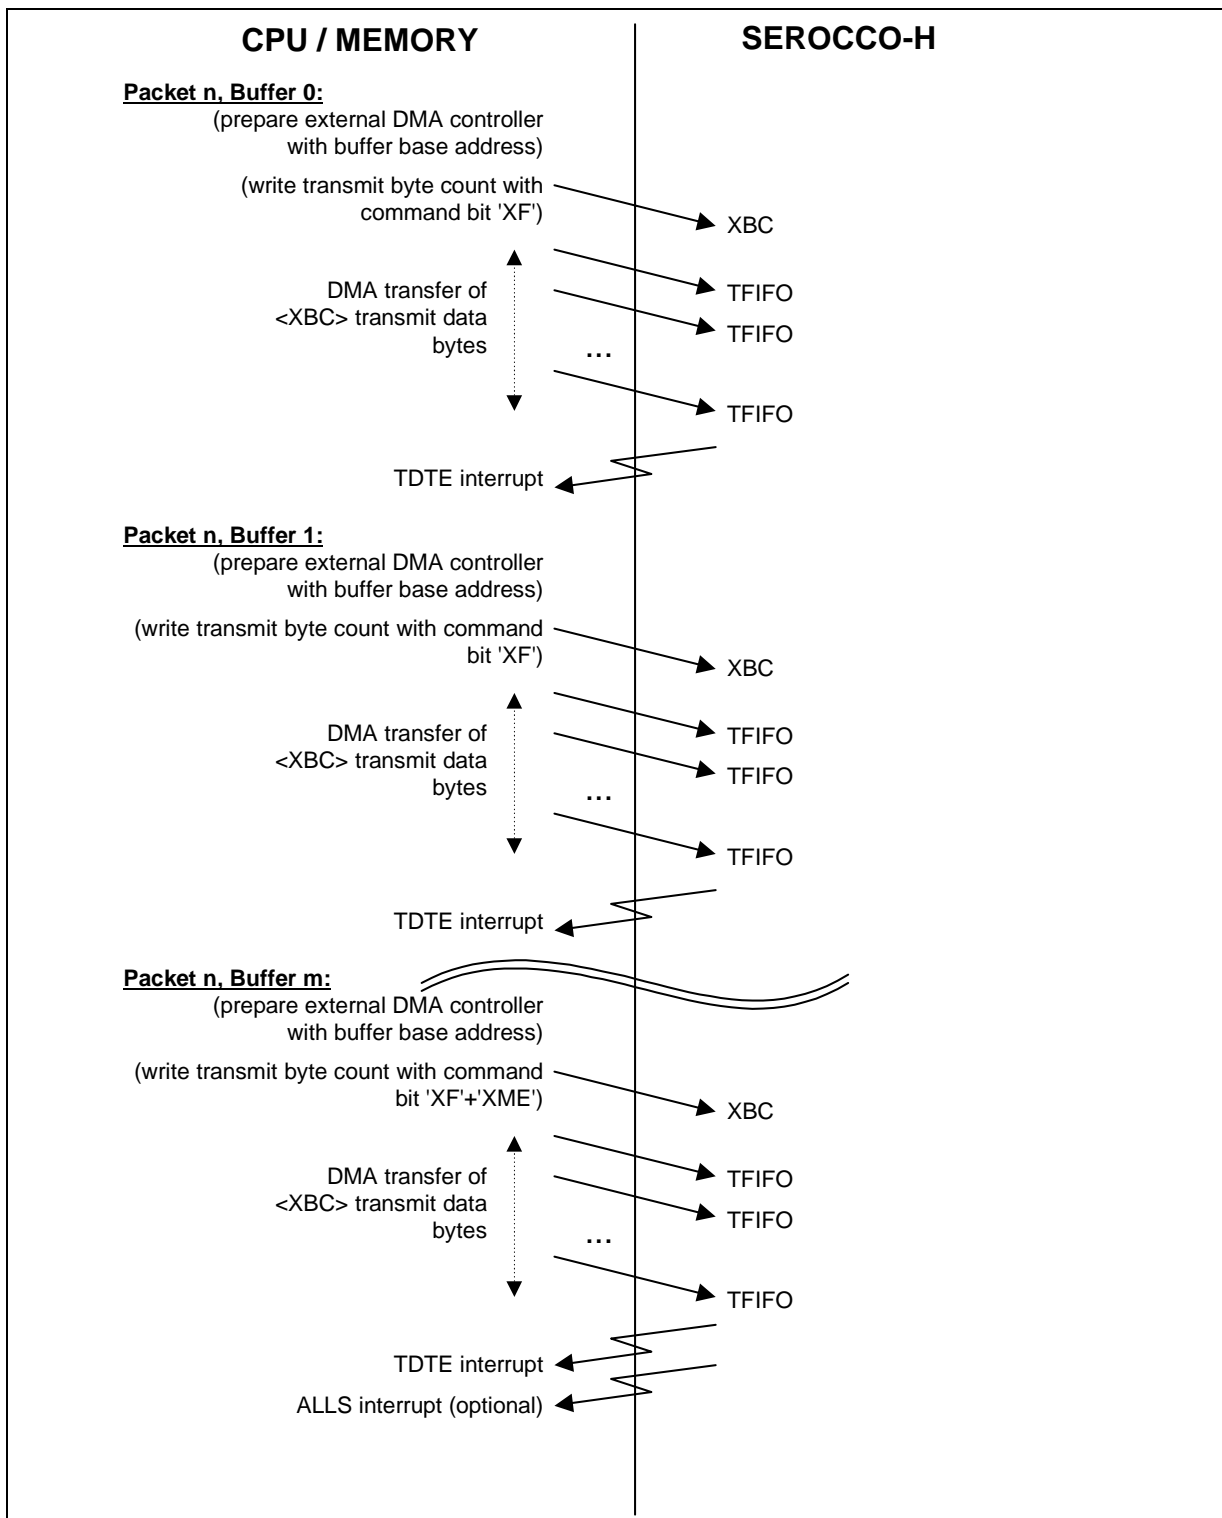 CPU / MEMORY
SEROCCO-H
Packet n, Buffer 0:
(prepare external DMA controller
with buffer base address)
(write transmit byte count with
command bit 'XF')
XBC
DMA transfer of
<XBC> transmit data
bytes
TFIFO
TFIFO
...
TFIFO
TDTE interrupt
Packet n, Buffer 1:
(prepare external DMA controller
with buffer base address)
(write transmit byte count with command
bit 'XF')
XBC
DMA transfer of
<XBC> transmit data
bytes
TFIFO
TFIFO
...
TFIFO
TDTE interrupt
Packet n, Buffer m:
(prepare external DMA controller
with buffer base address)
(write transmit byte count with command
bit 'XF'+'XME')
XBC
DMA transfer of
<XBC> transmit data
bytes
TFIFO
TFIFO
...
TFIFO
TDTE interrupt
ALLS interrupt (optional)